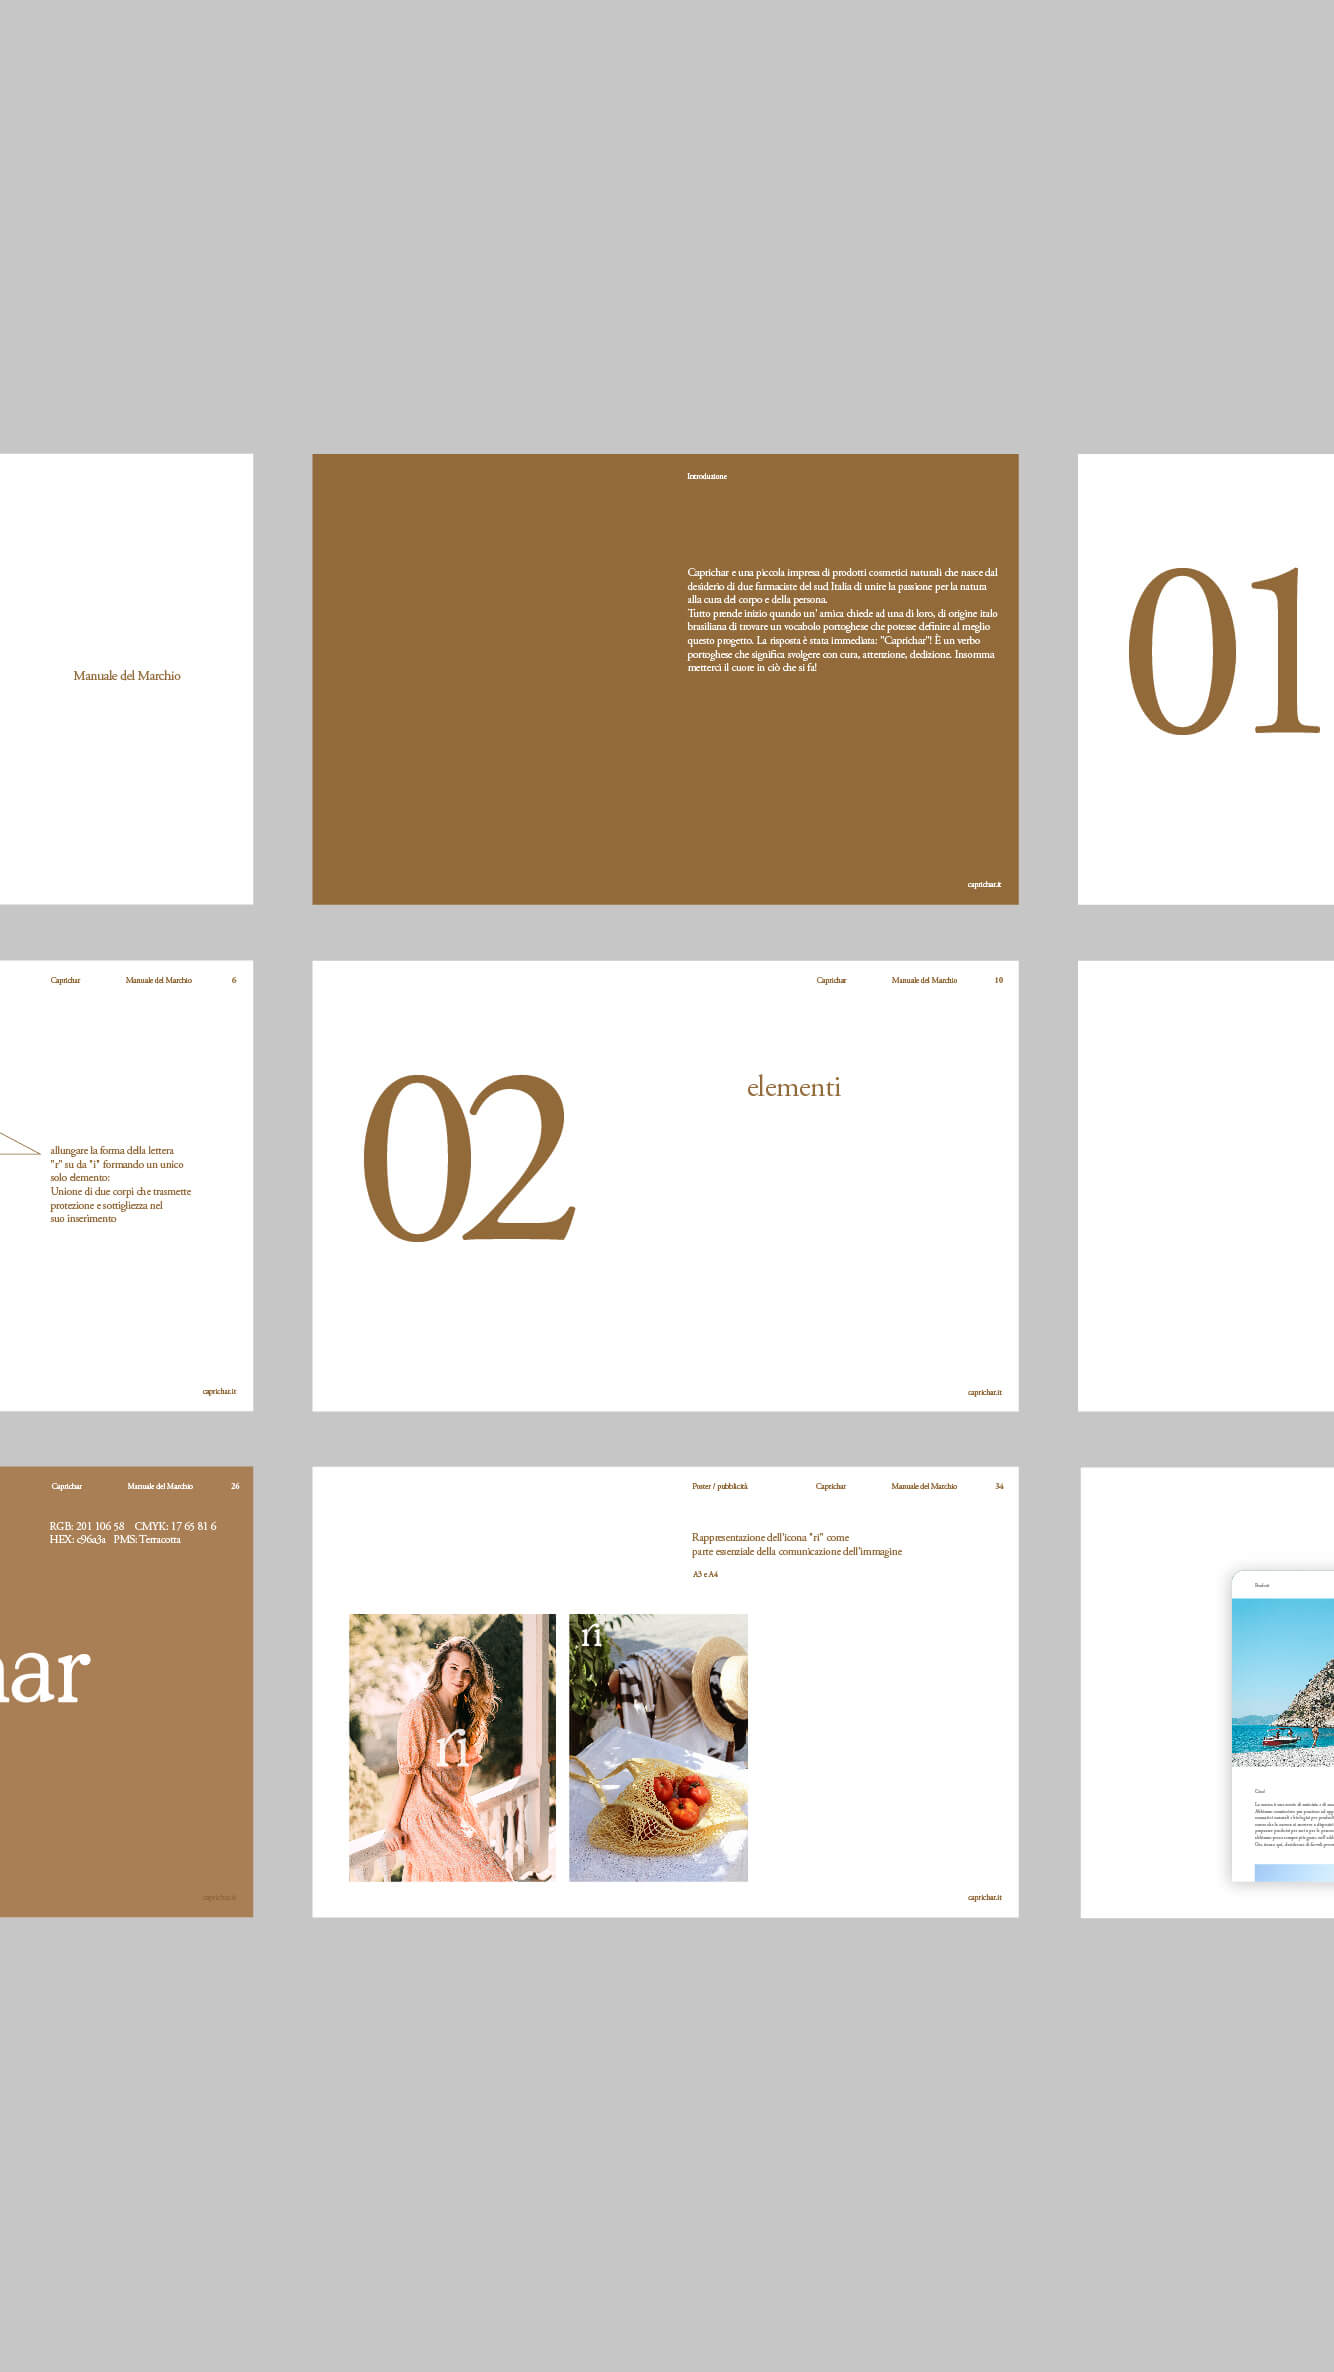 Manuale del Marchio
Introduzione
Caprichar e una piccola impresa di prodotti cosmetici naturali che nasce dal
desiderio di due farmaciste del sud Italia di unire la passione per la natura
alla cura del corpo e della persona.
Tutto prende inizio quando un' amica chiede ad una di loro, di origine italo
brasiliana di trovare un vocabolo portoghese che potesse definire al meglio
questo progetto. La risposta è stata immediata: "Caprichar"! È un verbo
portoghese che significa svolgere con cura, attenzione, dedizione. Insomma
metterci il cuore in ciò che si fa!
caprichar.it
01
Caprichar Manuale del Marchio 6
allungare la forma della lettera
"r" su da "i" formando un unico
solo elemento:
Unione di due corpi che trasmette
protezione e sottigliezza nel
suo inserimento
caprichar.it
Caprichar Manuale del Marchio 10
02
elementi
caprichar.it
Caprichar Manuale del Marchio 26
RGB: 201 106 58 CMYK: 17 65 81 6
HEX: c96a3a PMS: Terracotta
har
caprichar.it
Poster / pubblicità Caprichar Manuale del Marchio 34
Rappresentazione dell'icona "ri" come
parte essenziale della comunicazione dell'immagine
A3 e A4
ri
ri
caprichar.it